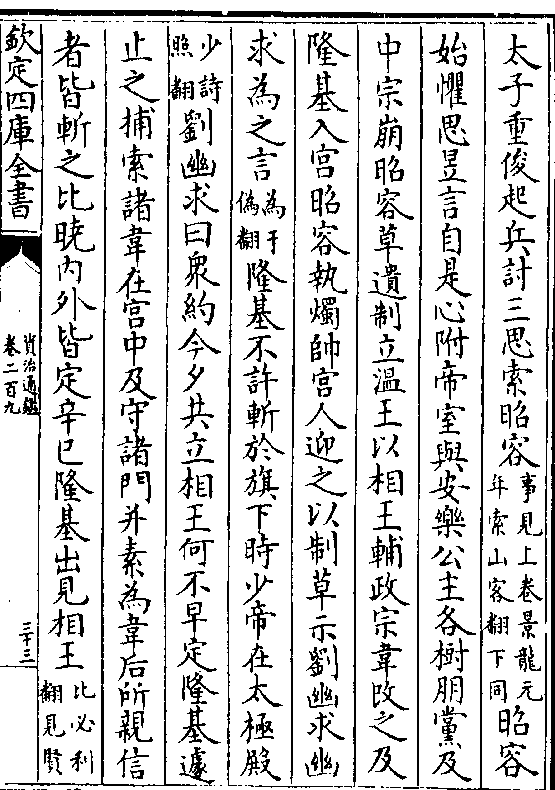 太子重俊起兵討三思索昭容事見上卷景龍元年索山客翻下同昭容
始懼思昱言自是心附帝室與安樂公主各樹朋黨及
中宗崩昭容草遺制立温王以相王輔政宗韋改之及
隆基入宫昭容執燭帥宫人迎之以制草示劉幽求幽
求為之言為于偽翻隆基不許斬於旗下時少帝在太極殿
少詩照翻劉幽求曰衆約今夕共立相王何不早定隆基遽
止之捕索諸韋在宫中及守諸門并素為韋后所親信
者皆斬之比曉内外皆定辛巳隆基出見相王比必利翻見賢
欽定四庫全書
資治通鑑
卷二百九
三十三